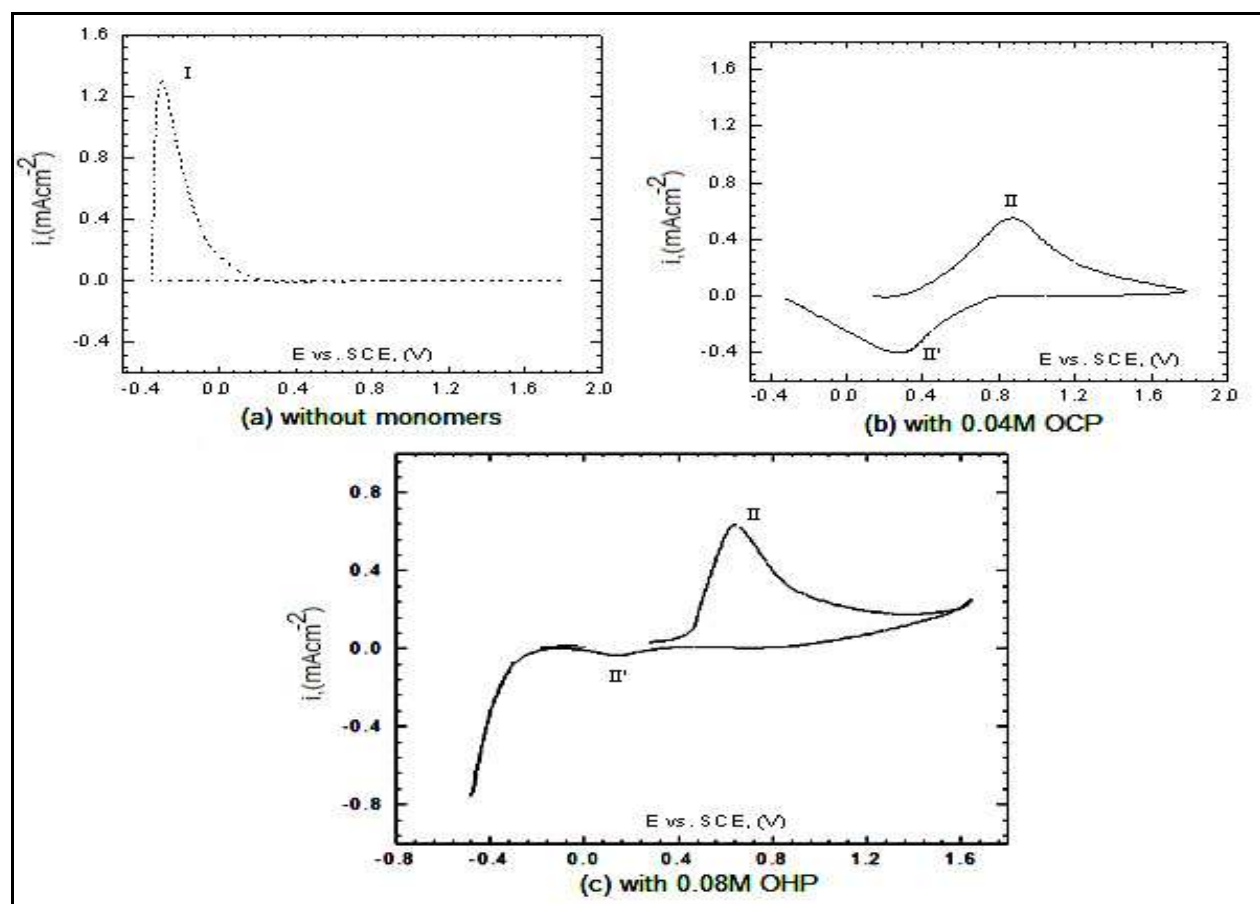 1.6
1.2
0.8
0.4
0.0
-0.4
i,(mAcm-2)
I
E vs. SCE, (V)
-0.4 0.0 0.4 0.8 1.2 1.6 2.0
(a) without monomers
1.6
1.2
0.8
0.4
0.0
-0.4
i,(mAcm-2)
II
II'
E vs. SCE, (V)
-0.4 0.0 0.4 0.8 1.2 1.6 2.0
(b) with 0.04M OCP
0.8
0.4
0.0
-0.4
-0.8
i,(mAcm-2)
II
II'
E vs. SCE, (V)
-0.8 -0.4 0.0 0.4 0.8 1.2 1.6
(c) with 0.08M OHP